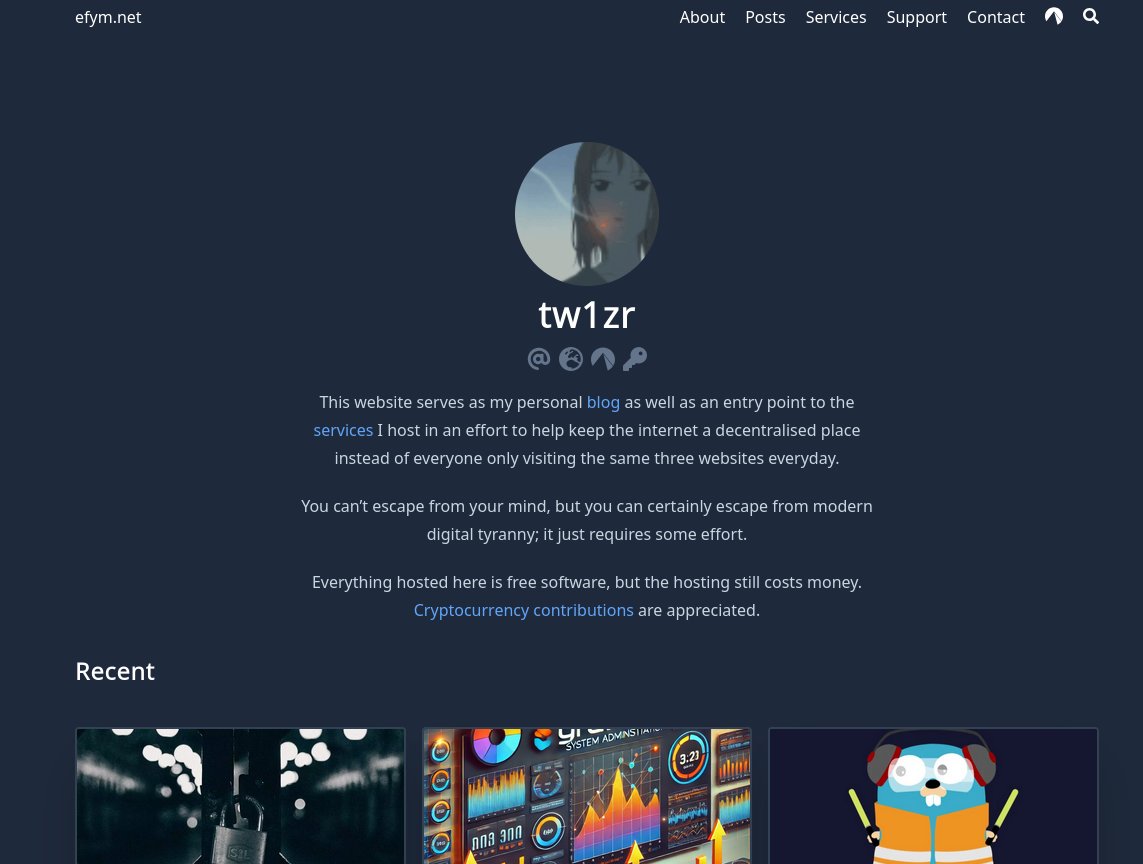 efym.net
About Posts Services Support Contact
tw1zr
This website serves as my personal blog as well as an entry point to the
services I host in an effort to help keep the internet a decentralised place
instead of everyone only visiting the same three websites everyday.
You can’t escape from your mind, but you can certainly escape from modern
digital tyranny; it just requires some effort.
Everything hosted here is free software, but the hosting still costs money.
Cryptocurrency contributions are appreciated.
Recent
SYSTEM
3:23